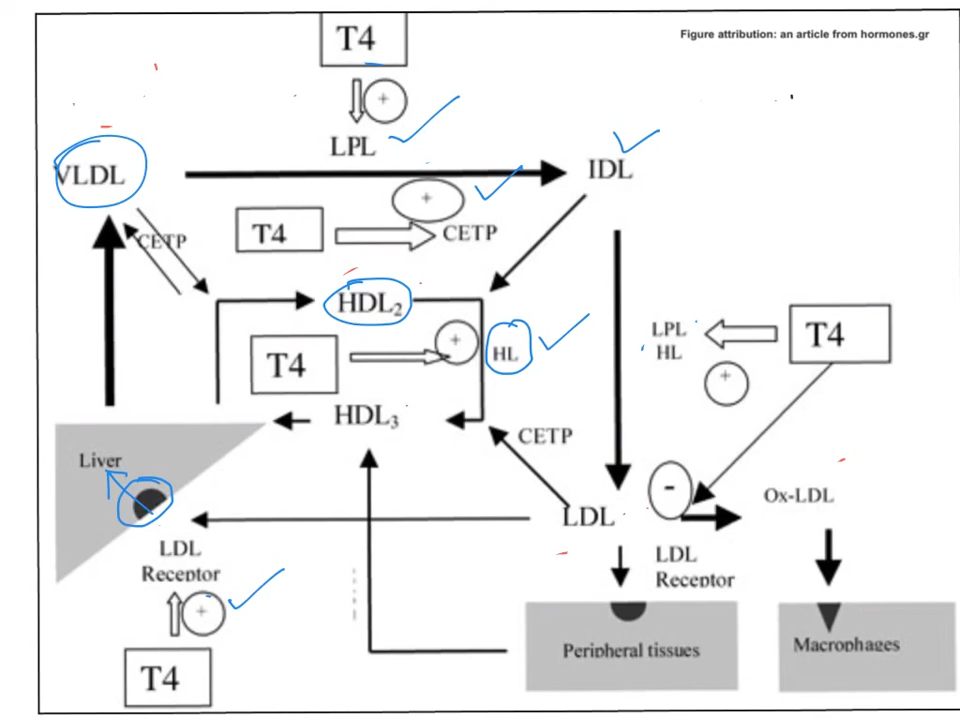 Figure attribution: an article from hormones.gr
T4
+
LPL
VLDL
IDL
+
T4
CETP
CETP
HDL2
LPL
HL
T4
T4
+
HL
+
HDL3
CETP
Liver
-
Ox-LDL
LDL
LDL
Receptor
LDL
Receptor
+
Peripheral tissues
Macrophages
T4